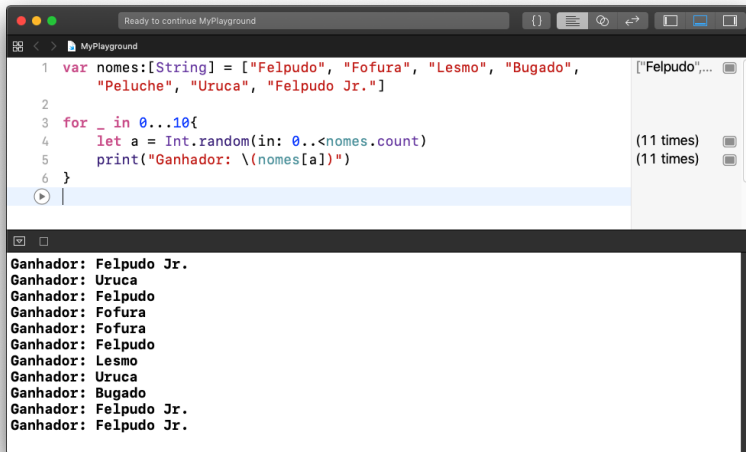 Ready to continue MyPlayground
{}
MyPlayground
1 var nomes:[String] = ["Felpudo", "Fofura", "Lesmo", "Bugado",
"Peluche", "Uruca", "Felpudo Jr."]
["Felpudo",...
2
3 for _ in 0...10{
4 let a = Int.random(in: 0..<nomes.count)
(11 times)
5 print("Ganhador: \(nomes[a])")
(11 times)
6 }
Ganhador: Felpudo Jr.
Ganhador: Uruca
Ganhador: Felpudo
Ganhador: Fofura
Ganhador: Fofura
Ganhador: Felpudo
Ganhador: Lesmo
Ganhador: Uruca
Ganhador: Bugado
Ganhador: Felpudo Jr.
Ganhador: Felpudo Jr.